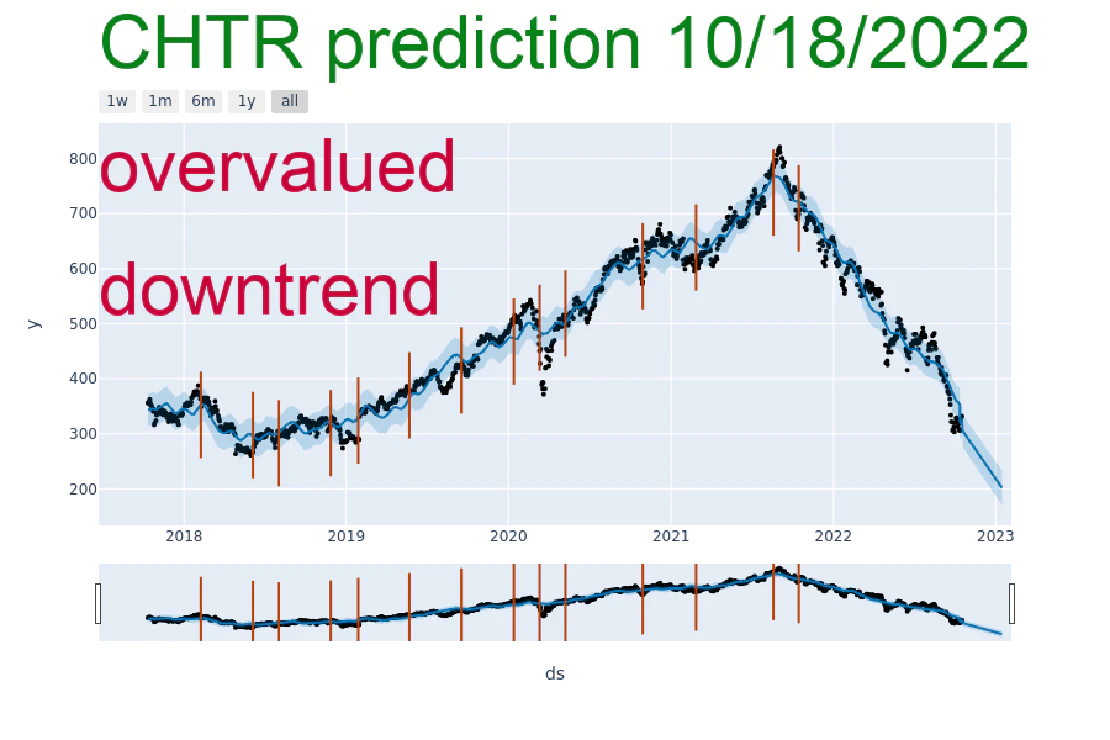 CHTR prediction 10/18/2022
1w 1m 6m 1y all
overvalued
downtrend
800
700
600
500
400
300
200
y
2018 2019 2020 2021 2022 2023
ds